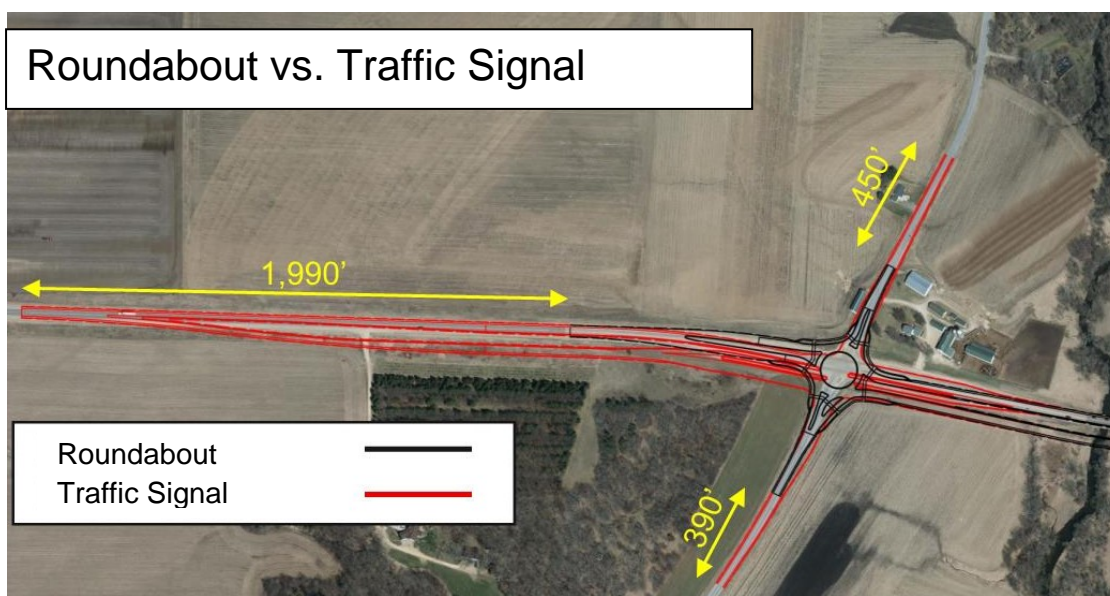 Roundabout vs. Traffic Signal
450’
1,990’
Roundabout
Traffic Signal
390’